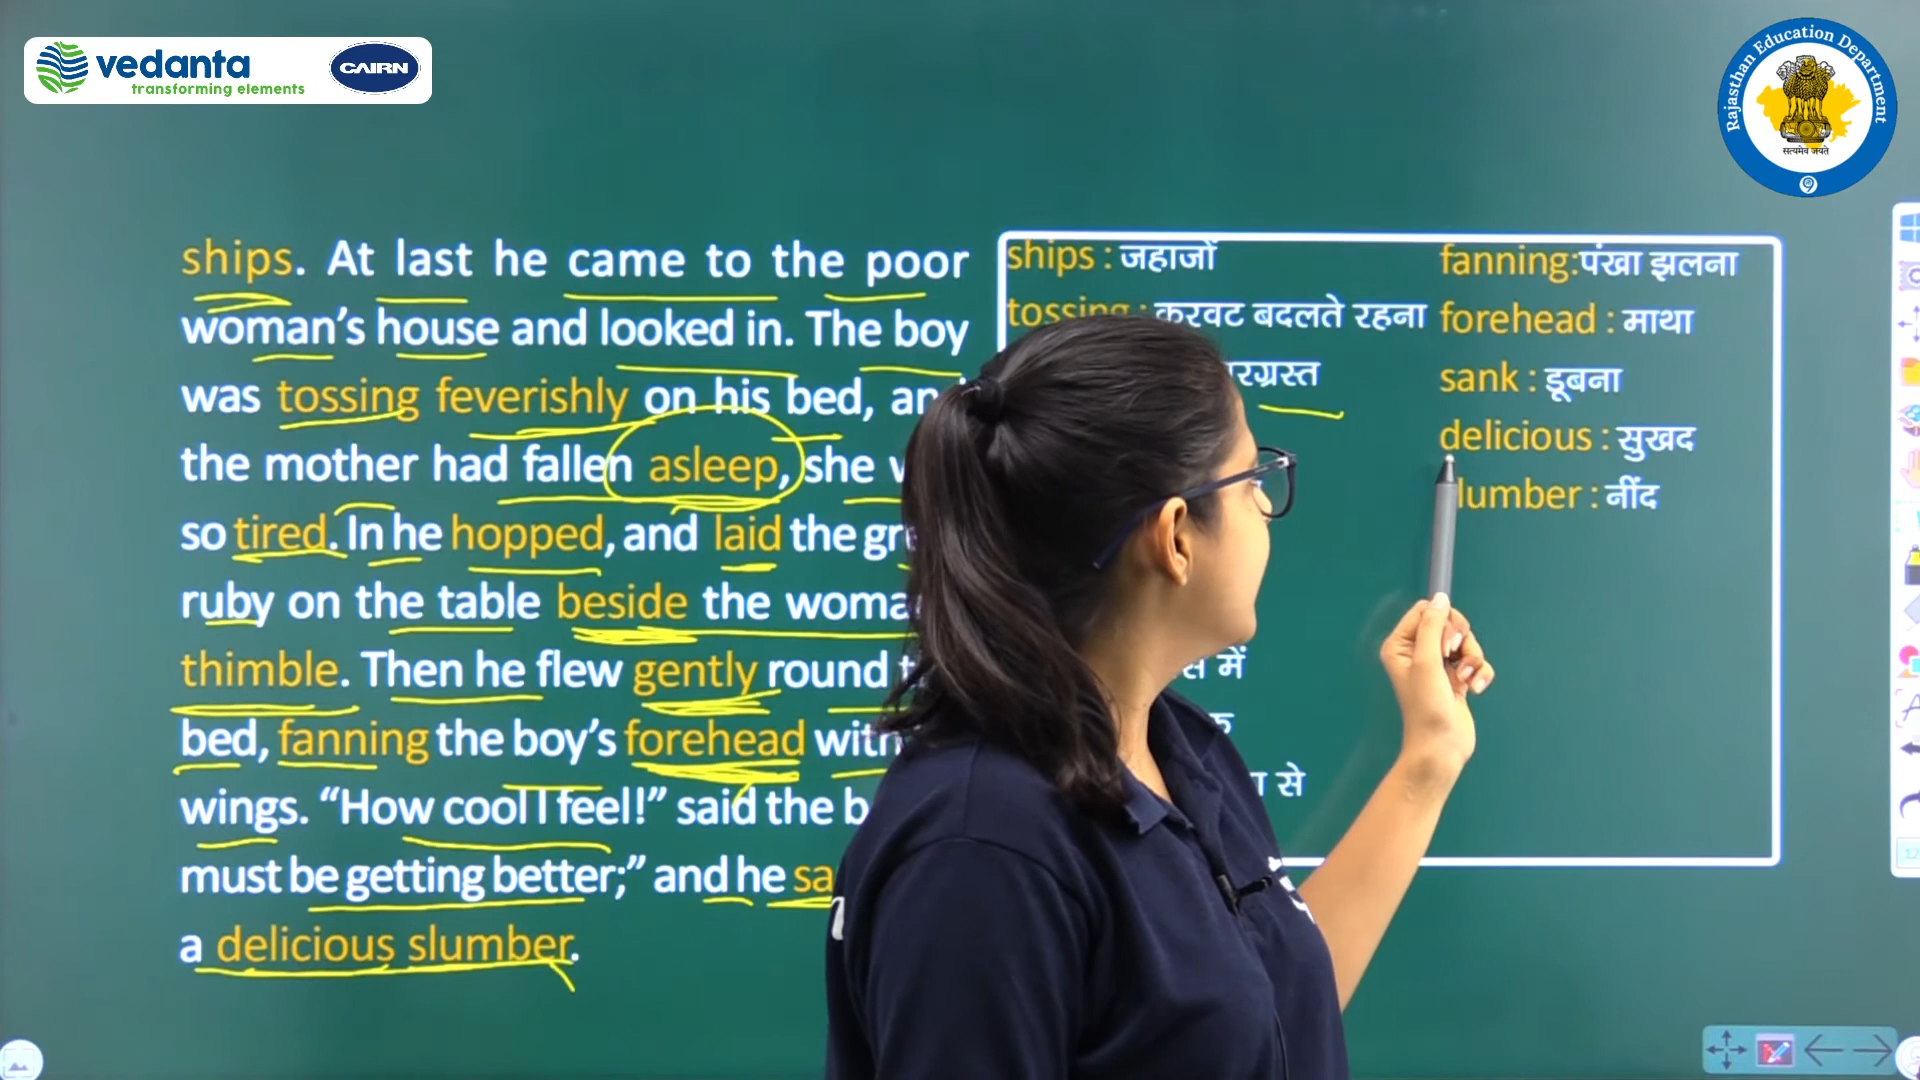 vedanta
transforming elements
CAIRN
Rajasthan Education Department
सत्यमेव जयते
ships. At last he came to the poor
woman's house and looked in. The boy
was tossing feverishly on his bed,
the mother had fallen asleep, she
so tired. In he hopped, and laid the
ruby on the table beside the
thimble. Then he flew gently round
bed, fanning the boy's forehead with
wings. “How cool I feel!” said the
must be getting better;” and he
a delicious slumber.
ships : जहाजों
tossing : करवट बदलते रहना
में
से
fanning:पंखा झलना
forehead : माथा
sank : डूबना
delicious : सुखद
lumber : नींद
12